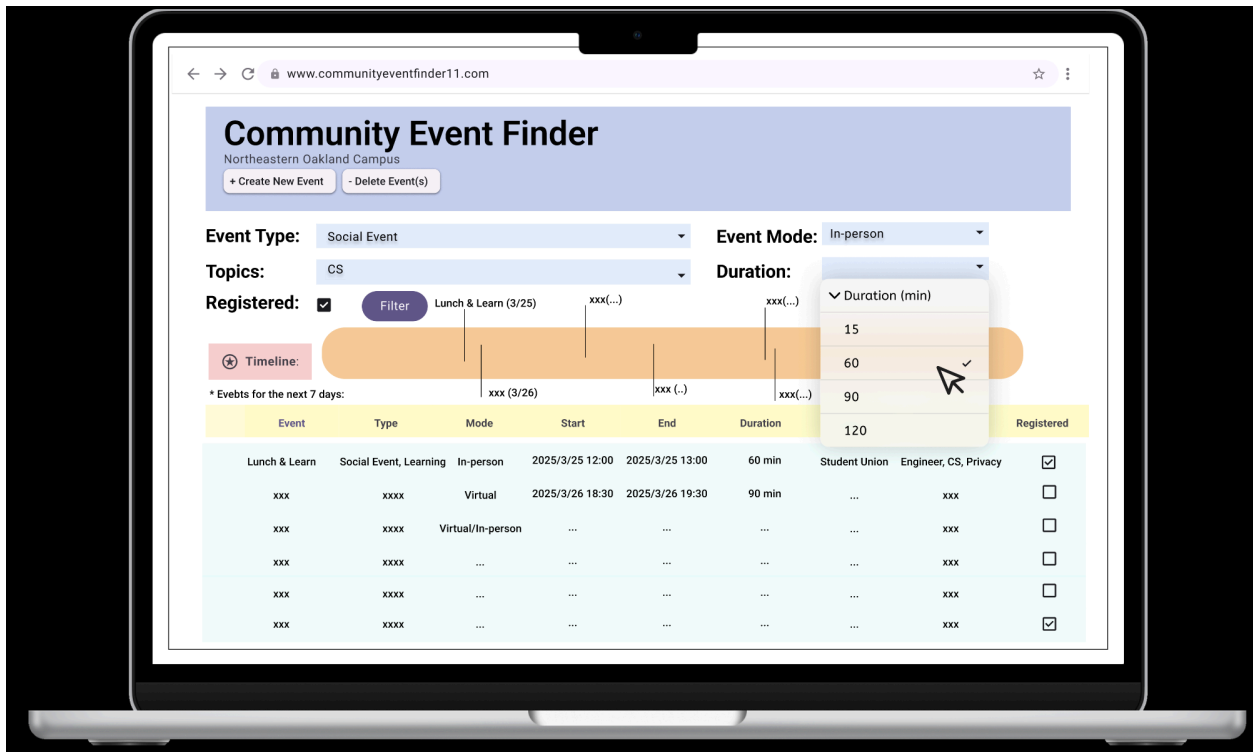 www.communityeventfinder11.com
Community Event Finder
Northeastern Oakland Campus
+ Create New Event - Delete Event(s)
Event Type: Social Event Event Mode: In-person
Topics: CS Duration:
Registered: Filter
Duration (min)
15
60
90
120
Lunch & Learn (3/25) xxx(...) xxx(...)
Timeline:
xxx (3/26) xxx (..) xxx(...)
* Evebts for the next 7 days:
Event Type Mode Start End Duration Registered
Lunch & Learn Social Event, Learning In-person 2025/3/25 12:00 2025/3/25 13:00 60 min Student Union Engineer, CS, Privacy
xxx xxxx Virtual 2025/3/26 18:30 2025/3/26 19:30 90 min ... xxx
xxx xxxx Virtual/In-person ... ... ... ... xxx
xxx xxxx ... ... ... ... ... xxx
xxx xxxx ... ... ... ... ... xxx
xxx xxxx ... ... ... ... ... xxx